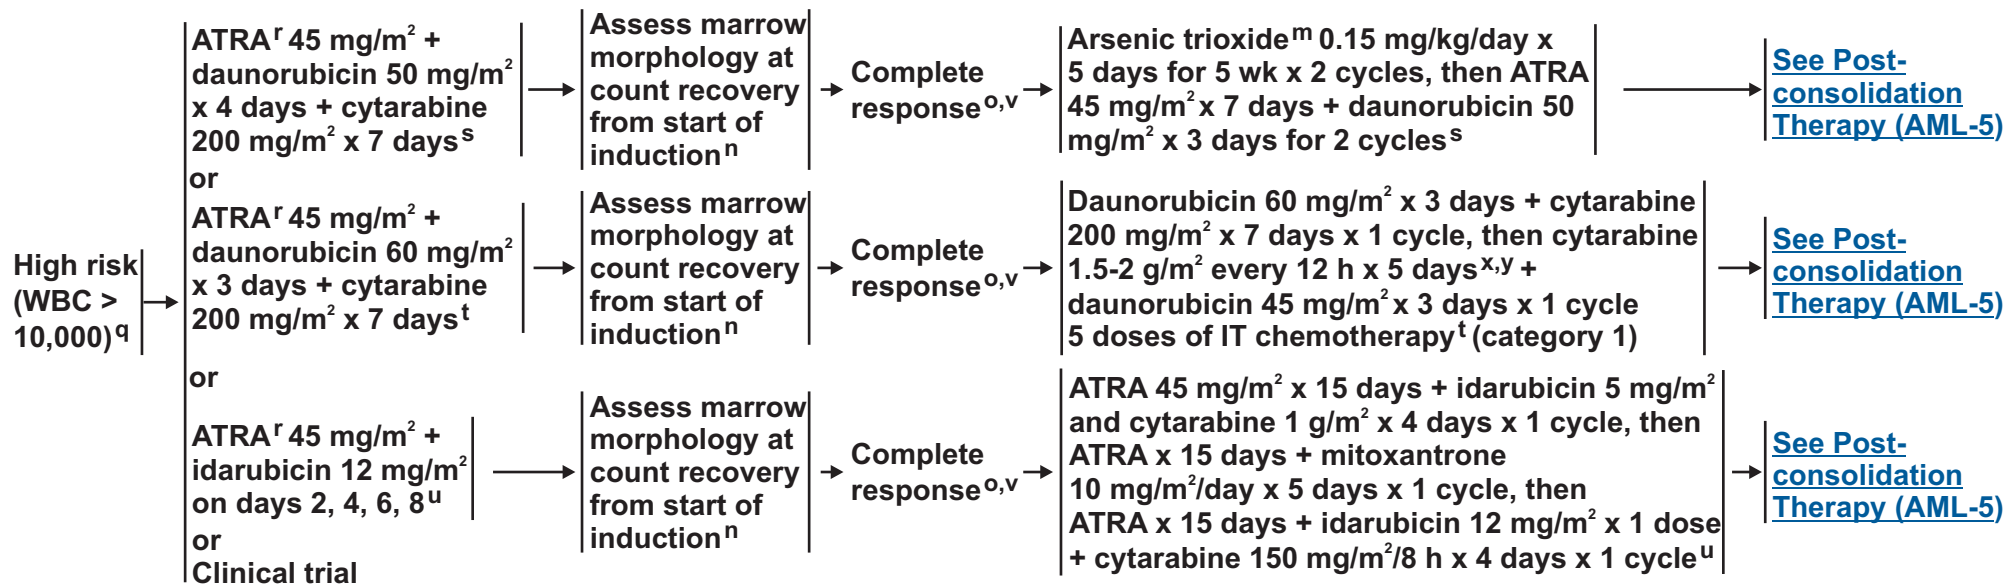 High risk
(WBC >
10,000)q
ATRAr 45 mg/m² +
daunorubicin 50 mg/m²
x 4 days + cytarabine
200 mg/m² x 7 dayss
or
ATRAr 45 mg/m² +
daunorubicin 60 mg/m²
x 3 days + cytarabine
200 mg/m² x 7 dayst
or
ATRAr 45 mg/m² +
idarubicin 12 mg/m²
on days 2, 4, 6, 8u
or
Clinical trial
Assess marrow
morphology at
count recovery
from start of
inductionn
Complete
responseo,v
Arsenic trioxidem 0.15 mg/kg/day x
5 days for 5 wk x 2 cycles, then ATRA
45 mg/m² x 7 days + daunorubicin 50
mg/m² x 3 days for 2 cycless
See Post-
consolidation
Therapy (AML-5)
Assess marrow
morphology at
count recovery
from start of
inductionn
Complete
responseo,v
Daunorubicin 60 mg/m² x 3 days + cytarabine
200 mg/m² x 7 days x 1 cycle, then cytarabine
1.5-2 g/m² every 12 h x 5 daysx,y +
daunorubicin 45 mg/m² x 3 days x 1 cycle
5 doses of IT chemotherapyt (category 1)
See Post-
consolidation
Therapy (AML-5)
Assess marrow
morphology at
count recovery
from start of
inductionn
Complete
responseo,v
ATRA 45 mg/m² x 15 days + idarubicin 5 mg/m²
and cytarabine 1 g/m² x 4 days x 1 cycle, then
ATRA x 15 days + mitoxantrone
10 mg/m²/day x 5 days x 1 cycle, then
ATRA x 15 days + idarubicin 12 mg/m² x 1 dose
+ cytarabine 150 mg/m²/8 h x 4 days x 1 cycleu
See Post-
consolidation
Therapy (AML-5)